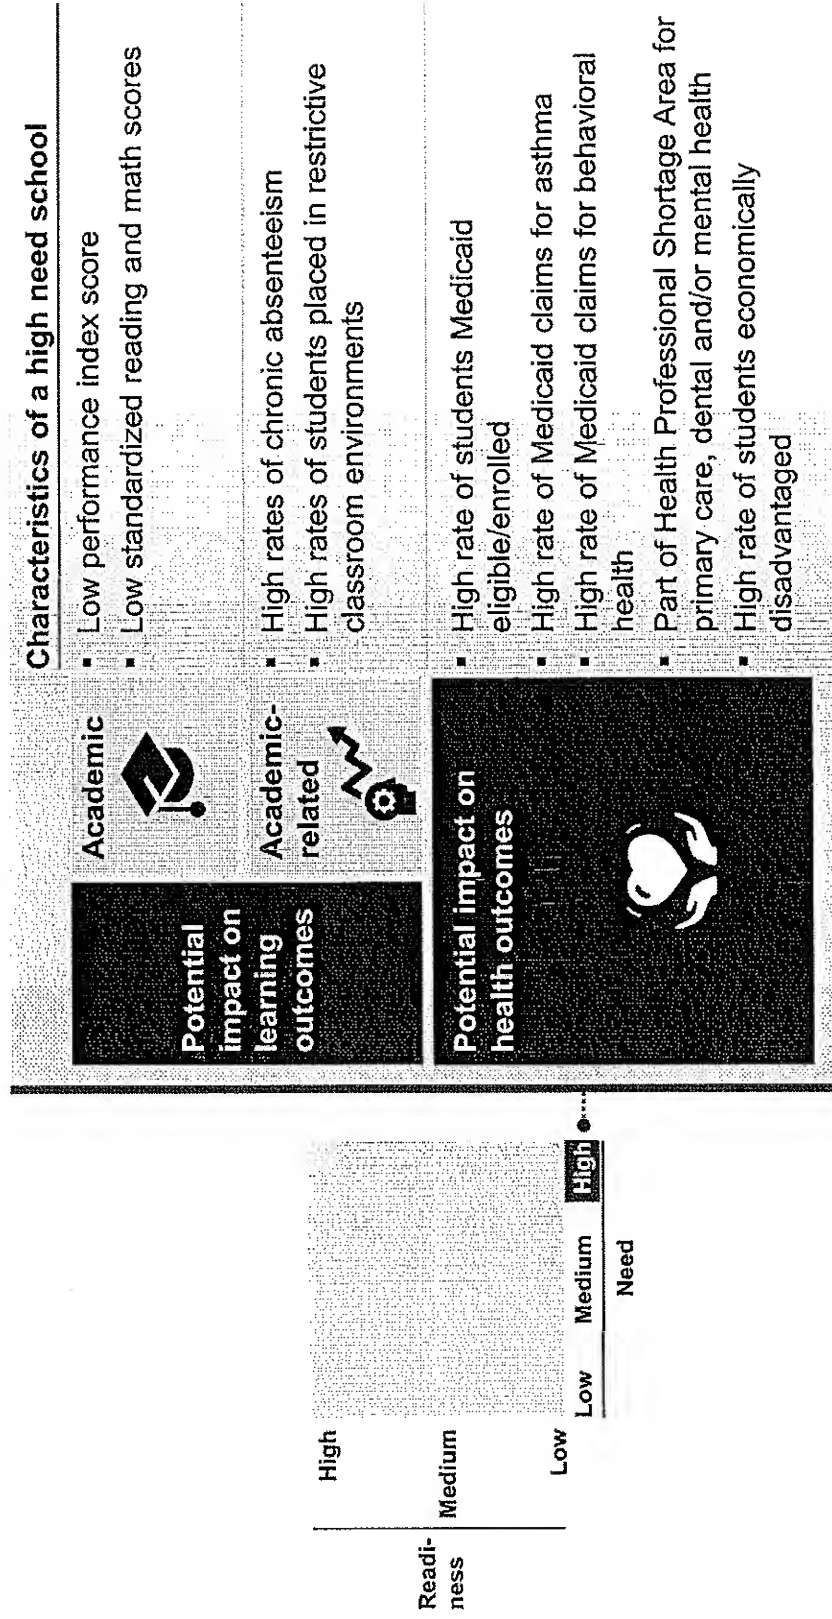 Readi-
ness
High
Medium
Low
Low Medium High
Need
Characteristics of a high need school
Potential
impact on
learning
outcomes
Academic
▪ Low performance index score
▪ Low standardized reading and math scores
Academic-
related
▪ High rates of chronic absenteeism
▪ High rates of students placed in restrictive
classroom environments
Potential impact on
health outcomes
▪ High rate of students Medicaid
eligible/enrolled
▪ High rate of Medicaid claims for asthma
▪ High rate of Medicaid claims for behavioral
health
▪ Part of Health Professional Shortage Area for
primary care, dental and/or mental health
▪ High rate of students economically
disadvantaged